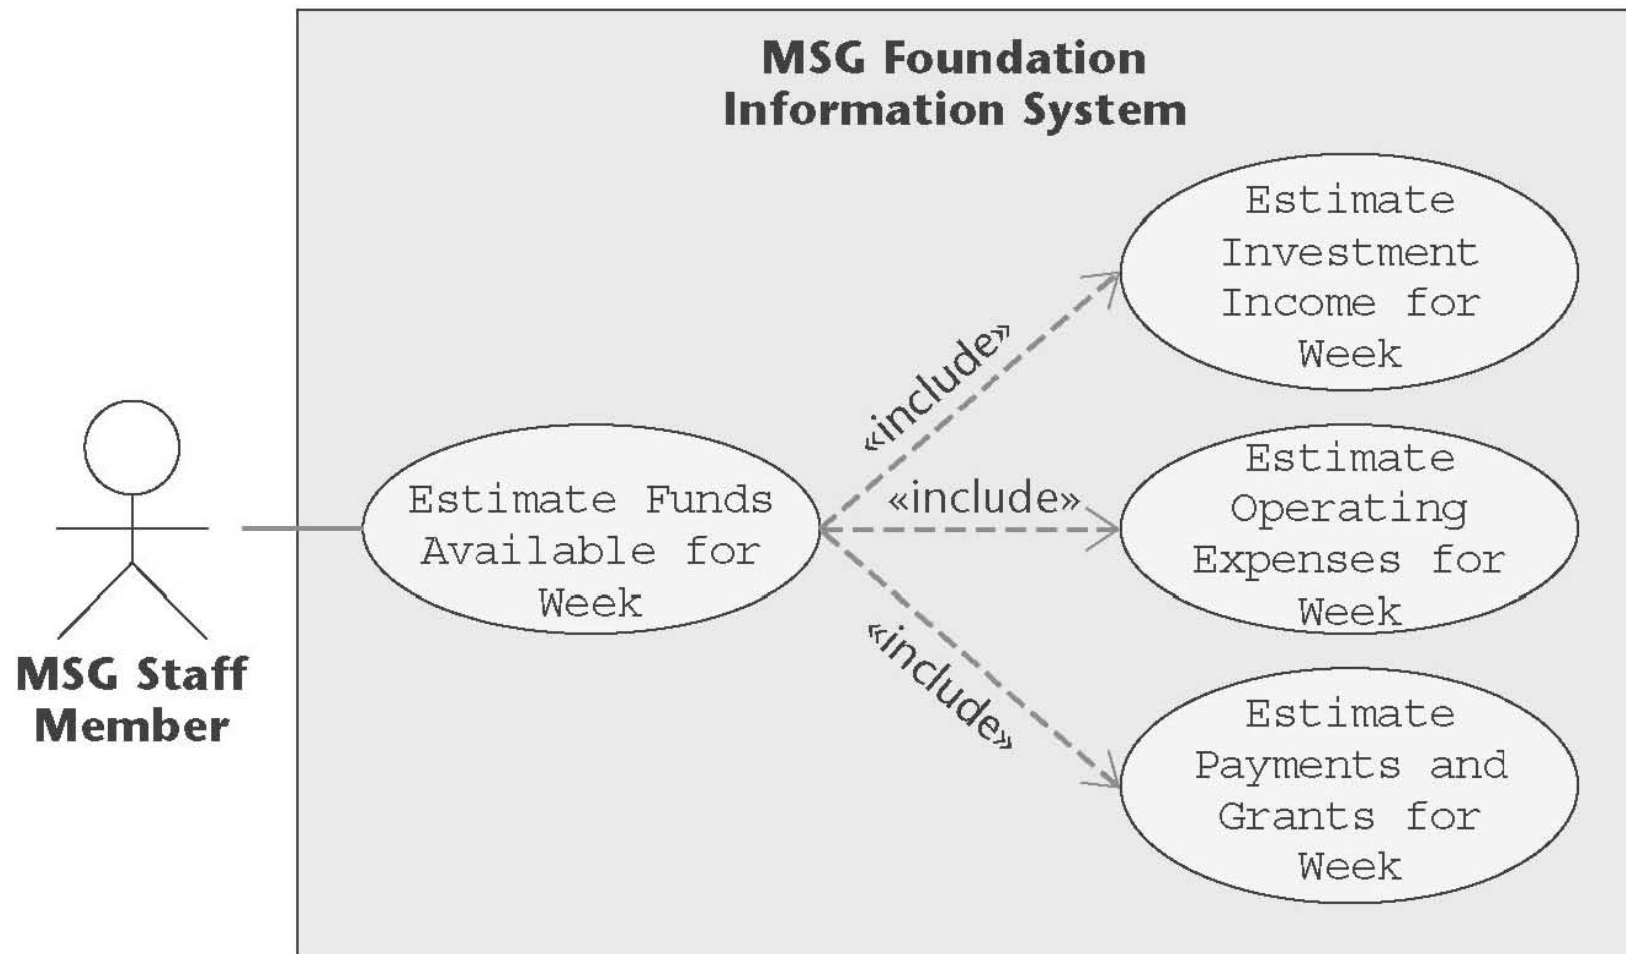 MSG Foundation
Information System
Estimate
Investment
Income for
Week
«include»
Estimate Funds
Available for
Week
«include»
Estimate
Operating
Expenses for
Week
«include»
Estimate
Payments and
Grants for
Week
MSG Staff
Member